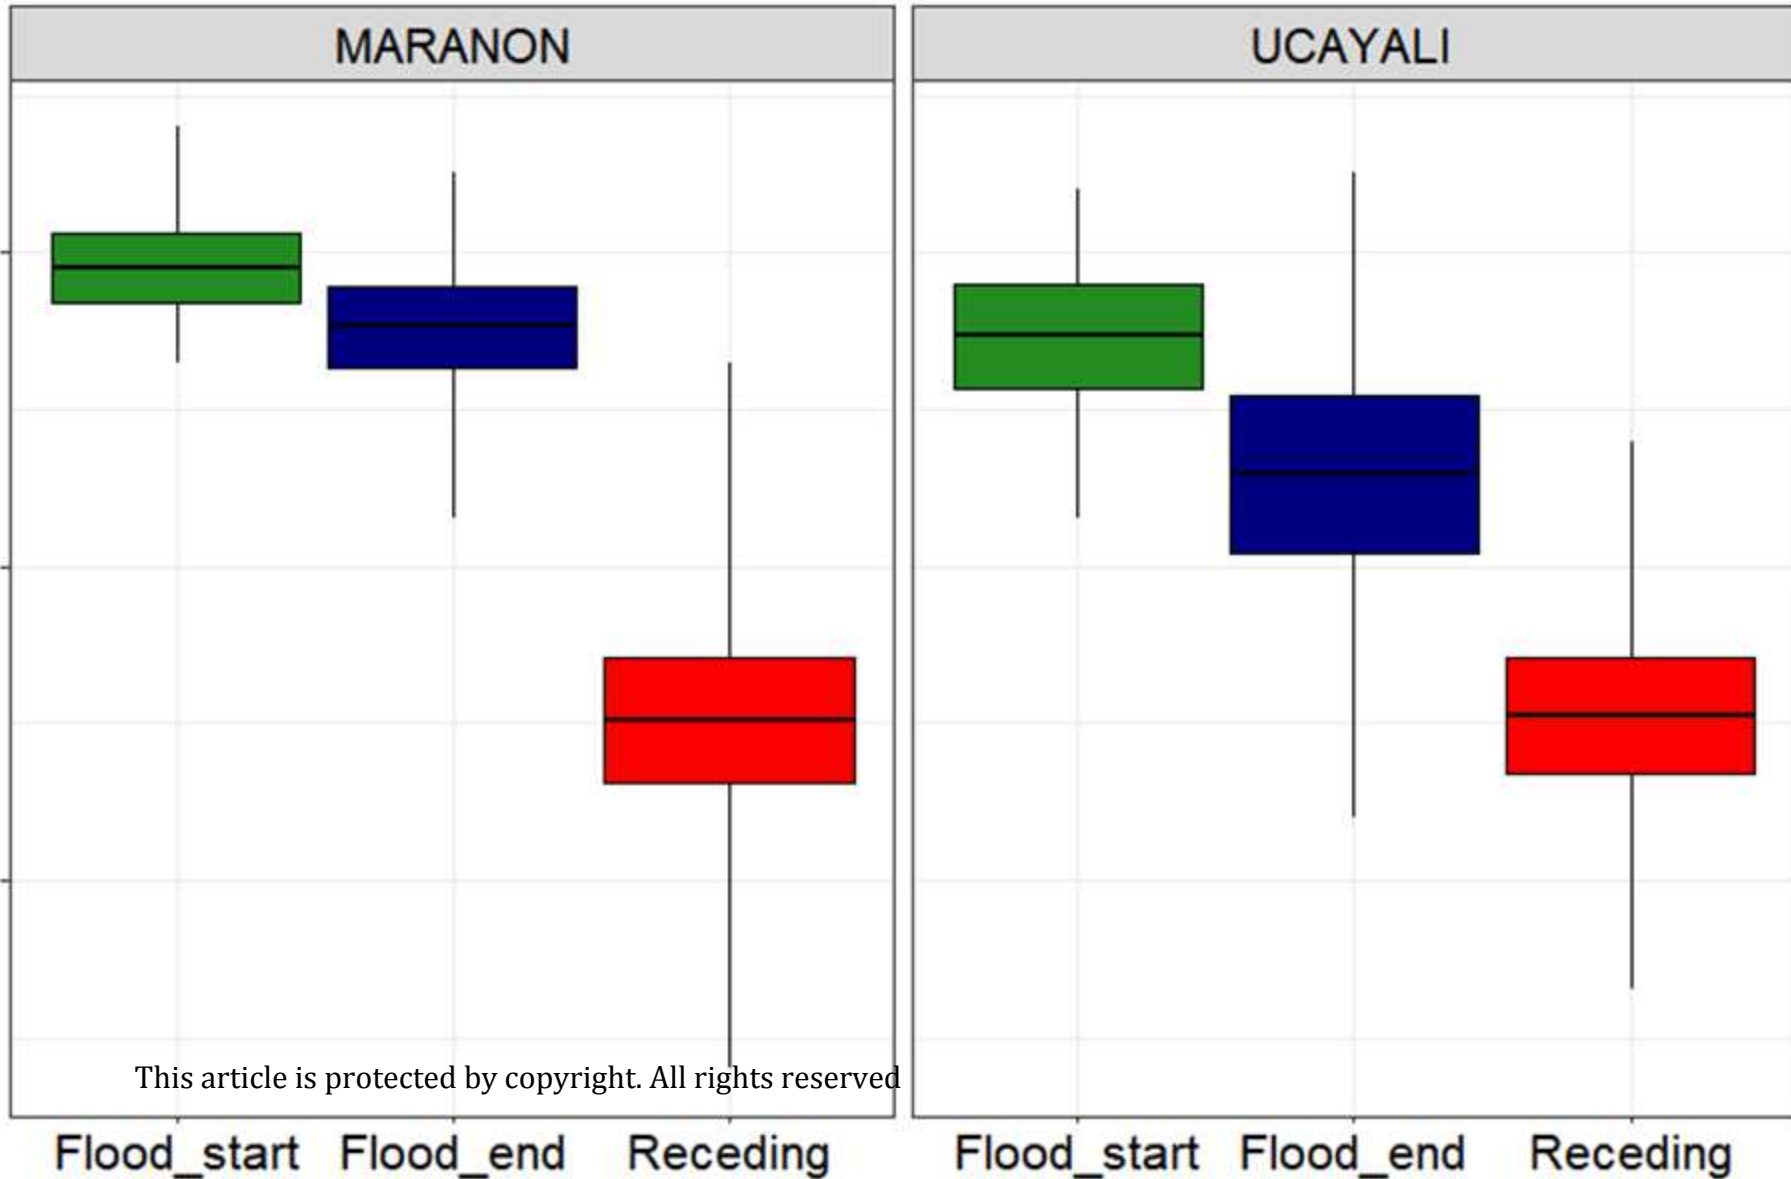 MARANON
UCAYALI
This article is protected by copyright. All rights reserved
Flood_start Flood_end Receding
Flood_start Flood_end Receding